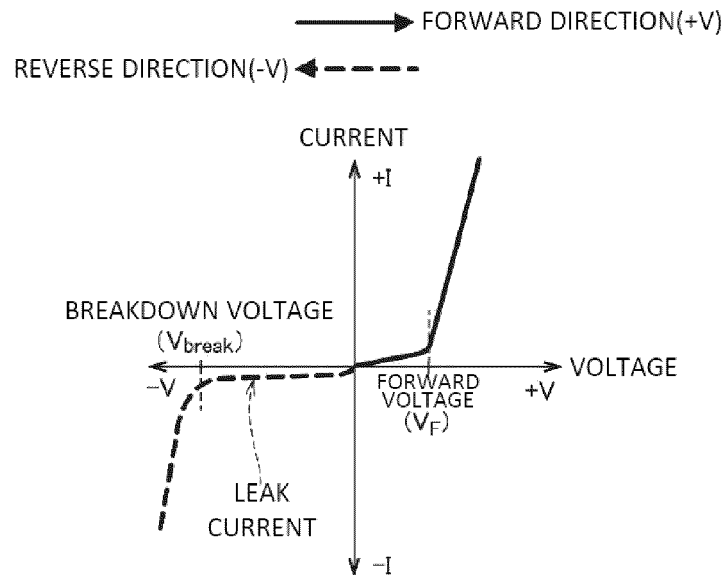 FORWARD DIRECTION(+V)
REVERSE DIRECTION(-V)
CURRENT
+I
BREAKDOWN VOLTAGE
(Vbreak)
-V
VOLTAGE
+V
FORWARD
VOLTAGE
(VF)
LEAK
CURRENT
-I